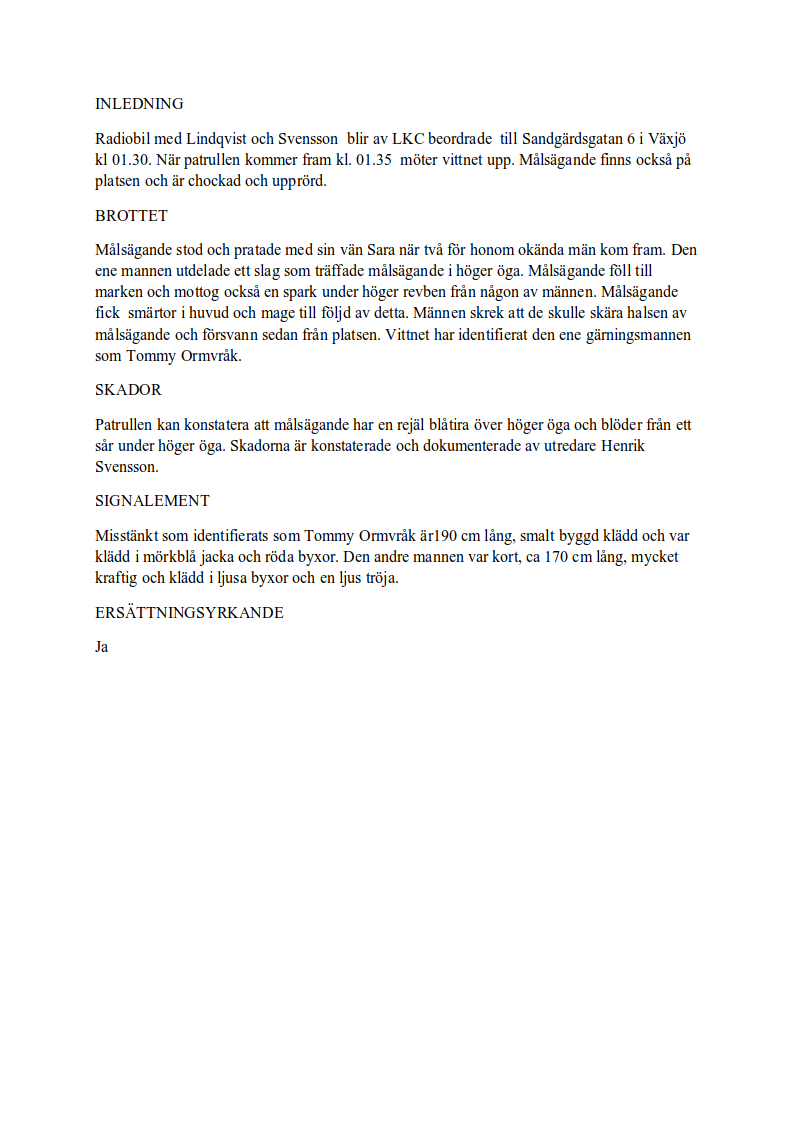 INLEDNING
Radiobil med Lindqvist och Svensson  blir av LKC beordrade  till Sandgärdsgatan 6 i Växjö
kl 01.30. När patrullen kommer fram kl. 01.35  möter vittnet upp. Målsägande finns också på
platsen och är chockad och upprörd.
BROTTET
Målsägande stod och pratade med sin vän Sara när två för honom okända män kom fram. Den
ene mannen utdelade ett slag som träffade målsägande i höger öga. Målsägande föll till
marken och mottog också en spark under höger revben från någon av männen. Målsägande
fick  smärtor i huvud och mage till följd av detta. Männen skrek att de skulle skära halsen av
målsägande och försvann sedan från platsen. Vittnet har identifierat den ene gärningsmannen
som Tommy Ormvråk.
SKADOR
Patrullen kan konstatera att målsägande har en rejäl blåtira över höger öga och blöder från ett
sår under höger öga. Skadorna är konstaterade och dokumenterade av utredare Henrik
Svensson.
SIGNALEMENT
Misstänkt som identifierats som Tommy Ormvråk är190 cm lång, smalt byggd klädd och var
klädd i mörkblå jacka och röda byxor. Den andre mannen var kort, ca 170 cm lång, mycket
kraftig och klädd i ljusa byxor och en ljus tröja.
ERSÄTTNINGSYRKANDE
Ja